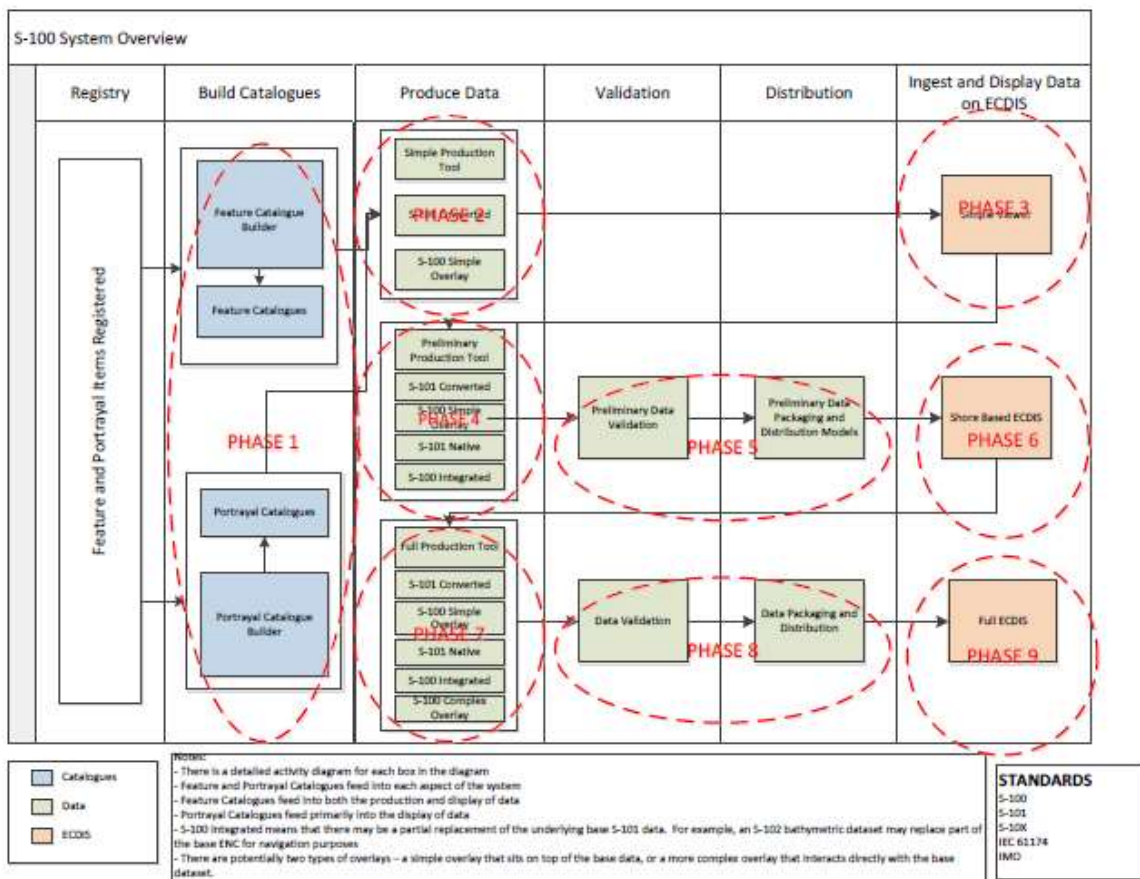 S-100 System Overview
Registry
Build Catalogues
Produce Data
Validation
Distribution
Ingest and Display Data
on ECDIS
Feature and Portrayal Items Registered
Feature Catalogue
Builder
Feature Catalogues
PHASE 1
Portrayal Catalogues
Portrayal Catalogue
Builder
Simple Production
Tool
PHASE 2
S-100 Simple
Overlay
PHASE 3
Simple Viewer
Preliminary
Production Tool
S-101 Converted
S-100 Simple
Overlay
PHASE 4
S-101 Native
S-100 Integrated
Preliminary Data
Validation
Preliminary Data
Packaging and
Distribution Models
PHASE 5
Shore Based ECDIS
PHASE 6
Full Production Tool
S-101 Converted
S-100 Simple
Overlay
PHASE 7
S-101 Native
S-100 Integrated
S-100 Complex
Overlay
Data Validation
Data Packaging and
Distribution
PHASE 8
Full ECDIS
PHASE 9
Catalogues
Data
ECDIS
Notes:
- There is a detailed activity diagram for each box in the diagram
- Feature and Portrayal Catalogues feed into each aspect of the system
- Feature Catalogues feed into both the production and display of data
- Portrayal Catalogues feed primarily into the display of data
- S-100 Integrated means that there may be a partial replacement of the underlying base S-101 data. For example, an S-102 bathymetric dataset may replace part of
the base ENC for navigation purposes
- There are potentially two types of overlays – a simple overlay that sits on top of the base data, or a more complex overlay that interacts directly with the base
dataset.
STANDARDS
S-100
S-101
S-10X
IEC 61174
IMO